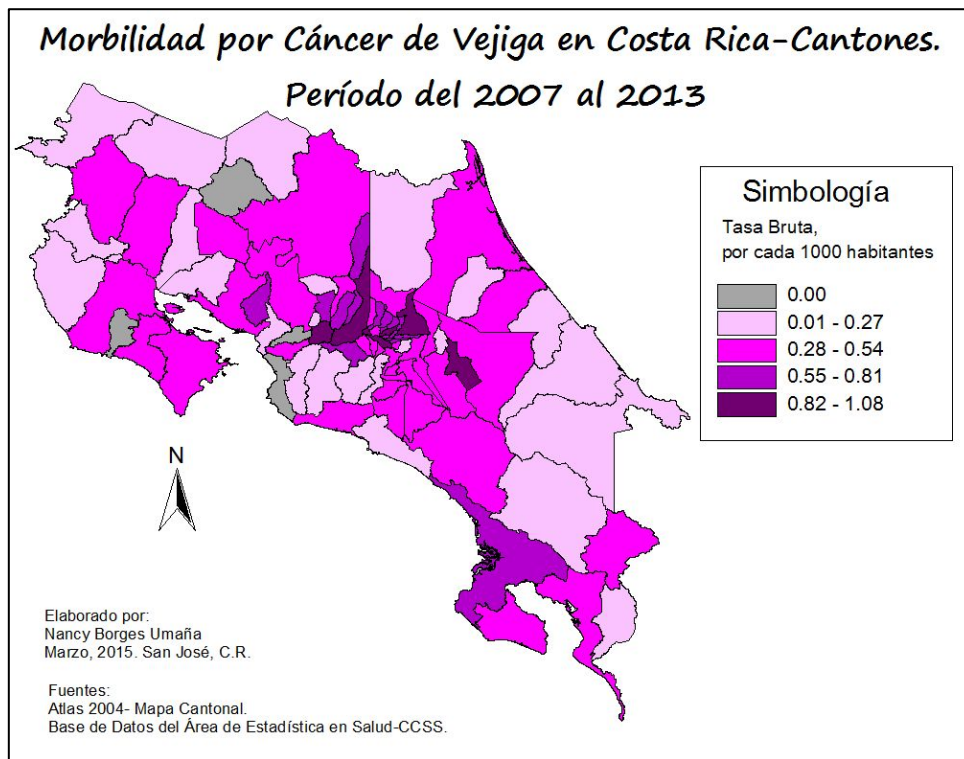 Morbilidad por Cáncer de Vejiga en Costa Rica-Cantones.
Período del 2007 al 2013
Simbología
Tasa Bruta,
por cada 1000 habitantes
0.00
0.01 - 0.27
0.28 - 0.54
0.55 - 0.81
0.82 - 1.08
N
Elaborado por:
Nancy Borges Umaña
Marzo, 2015. San José, C.R.
Fuentes:
Atlas 2004- Mapa Cantonal.
Base de Datos del Área de Estadística en Salud-CCSS.